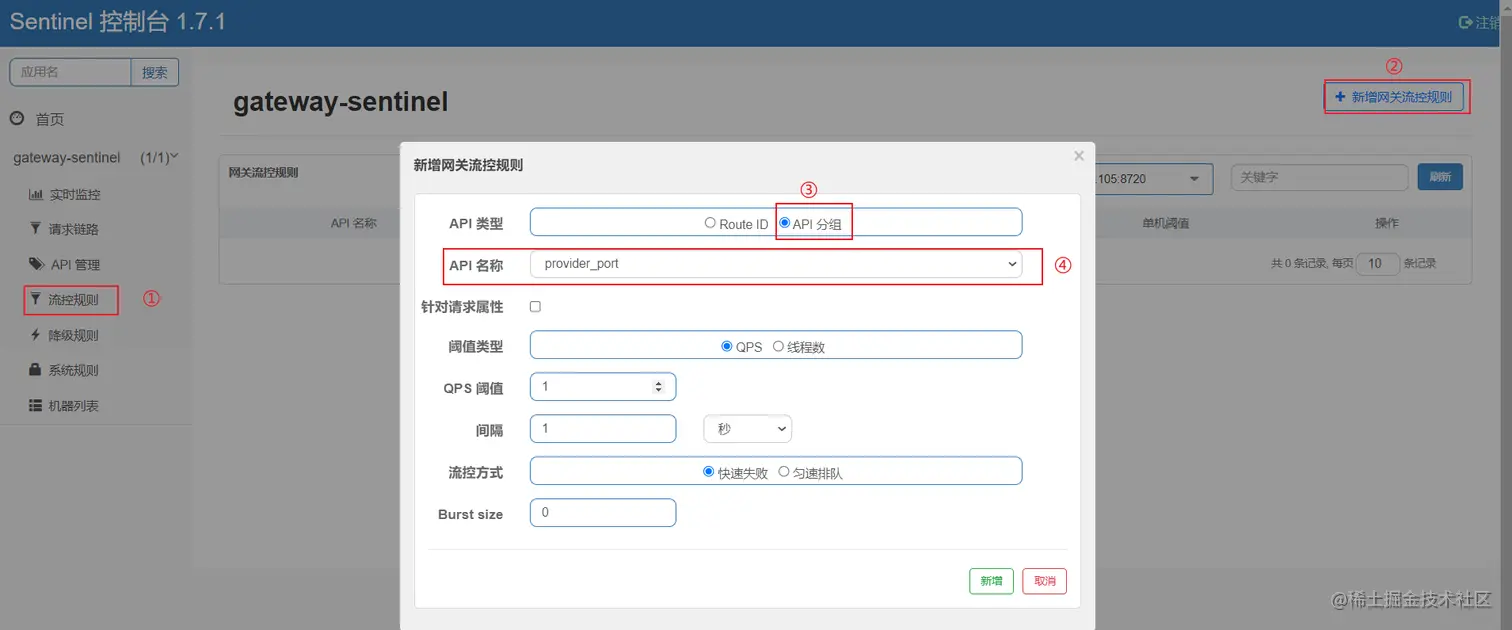 Sentinel 控制台 1.7.1
注销
应用名 搜索
首页
gateway-sentinel (1/1)
实时监控
请求链路
API 管理
流控规则 ①
降级规则
系统规则
机器列表
gateway-sentinel
②
+ 新增网关流控规则
网关流控规则
105:8720 关键字 刷新
API 名称 单机阈值 操作
共 0 条记录, 每页 10 条记录
新增网关流控规则 ×
③
API 类型 Route ID API 分组
API 名称 provider_port ④
针对请求属性
阈值类型 QPS 线程数
QPS 阈值 1
间隔 1 秒
流控方式 快速失败 匀速排队
Burst size 0
新增 取消
@稀土掘金技术社区